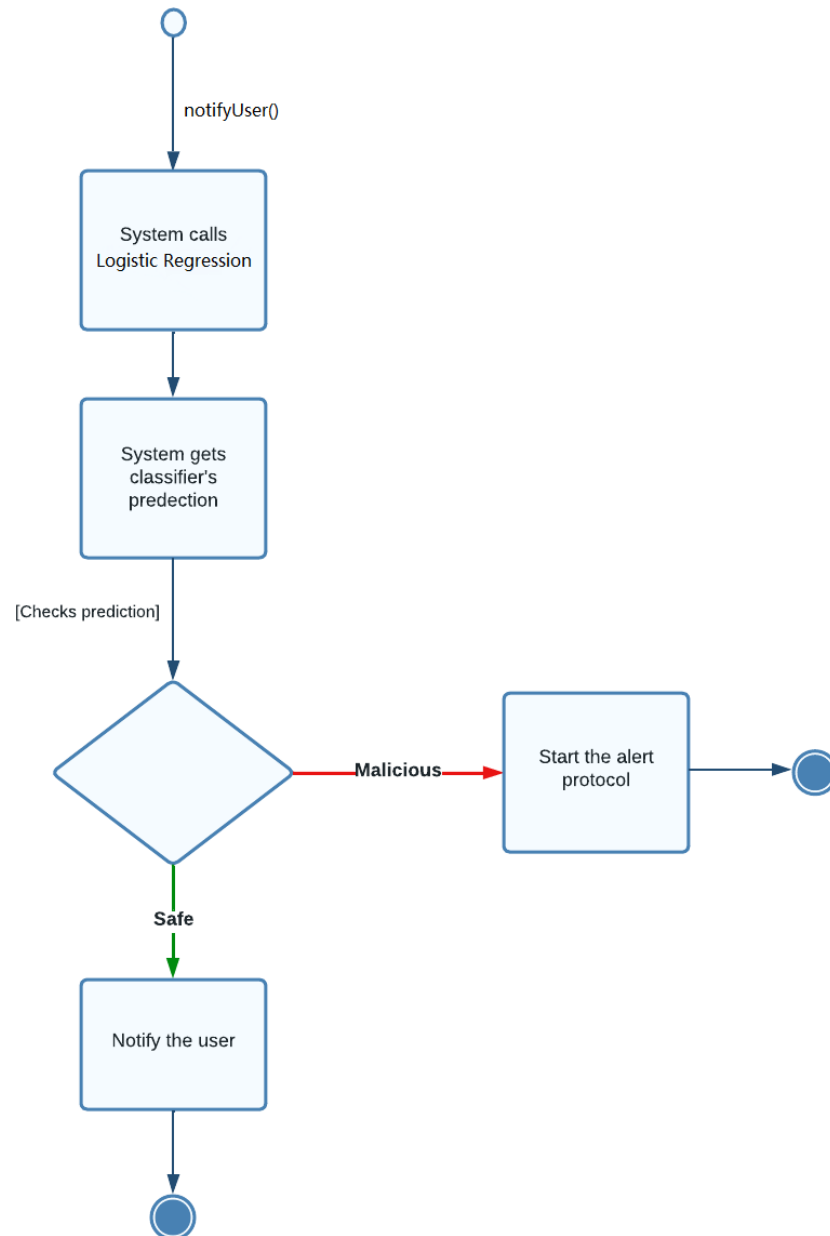 notifyUser()
System calls
Logistic Regression
System gets
classifier's
predection
[Checks prediction]
Malicious
Start the alert
protocol
Safe
Notify the user